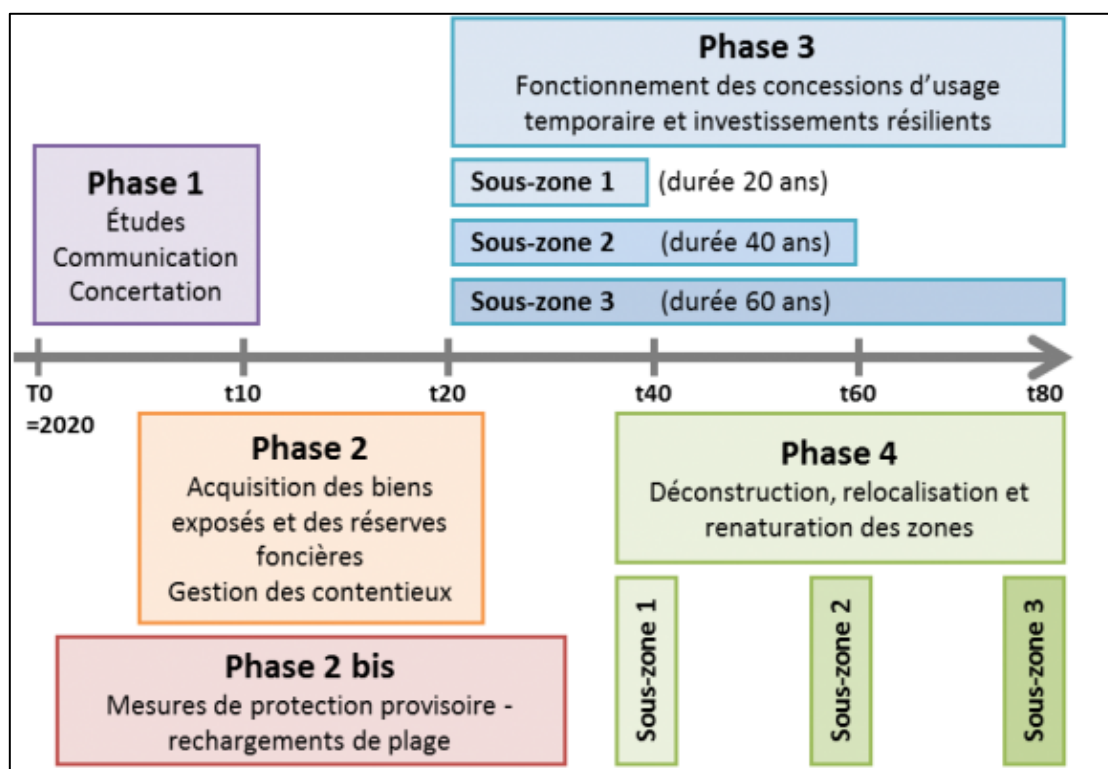 Phase 3
Fonctionnement des concessions d’usage
temporaire et investissements résilients
Sous-zone 1 (durée 20 ans)
Sous-zone 2 (durée 40 ans)
Sous-zone 3 (durée 60 ans)
Phase 1
Études
Communication
Concertation
T0 t10 t20 t40 t60 t80
=2020
Phase 2
Acquisition des biens
exposés et des réserves
foncières
Gestion des contentieux
Phase 2 bis
Mesures de protection provisoire -
rechargements de plage
Phase 4
Déconstruction, relocalisation et
renaturation des zones
Sous-zone 1
Sous-zone 2
Sous-zone 3